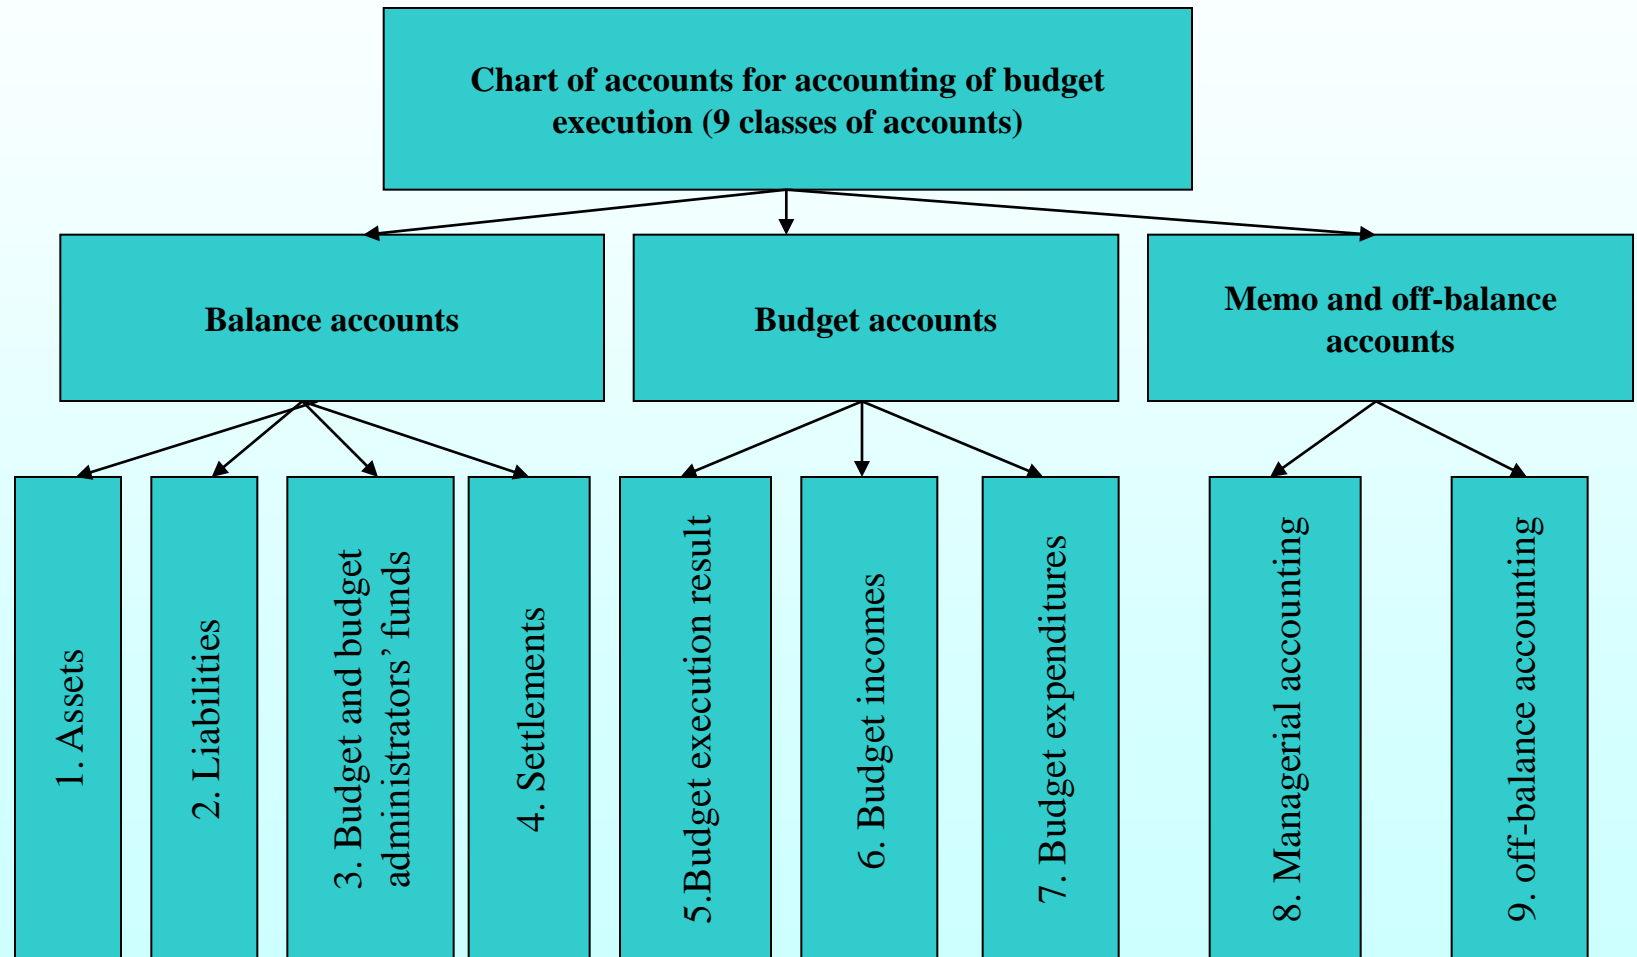 Chart of accounts for accounting of budget
execution (9 classes of accounts)
Balance accounts
Budget accounts
Memo and off-balance
accounts
1. Assets
2. Liabilities
3. Budget and budget
administrators’ funds
4. Settlements
5.Budget execution result
6. Budget incomes
7. Budget expenditures
8. Managerial accounting
9. off-balance accounting